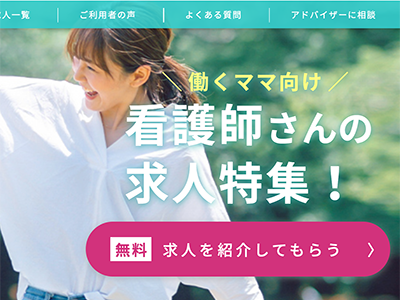 人一覧 ご利用者の声 よくある質問 アドバイザーに相談
\ 働くママ向け /
看護師さんの
求人特集！
無料 求人を紹介してもらう 〉